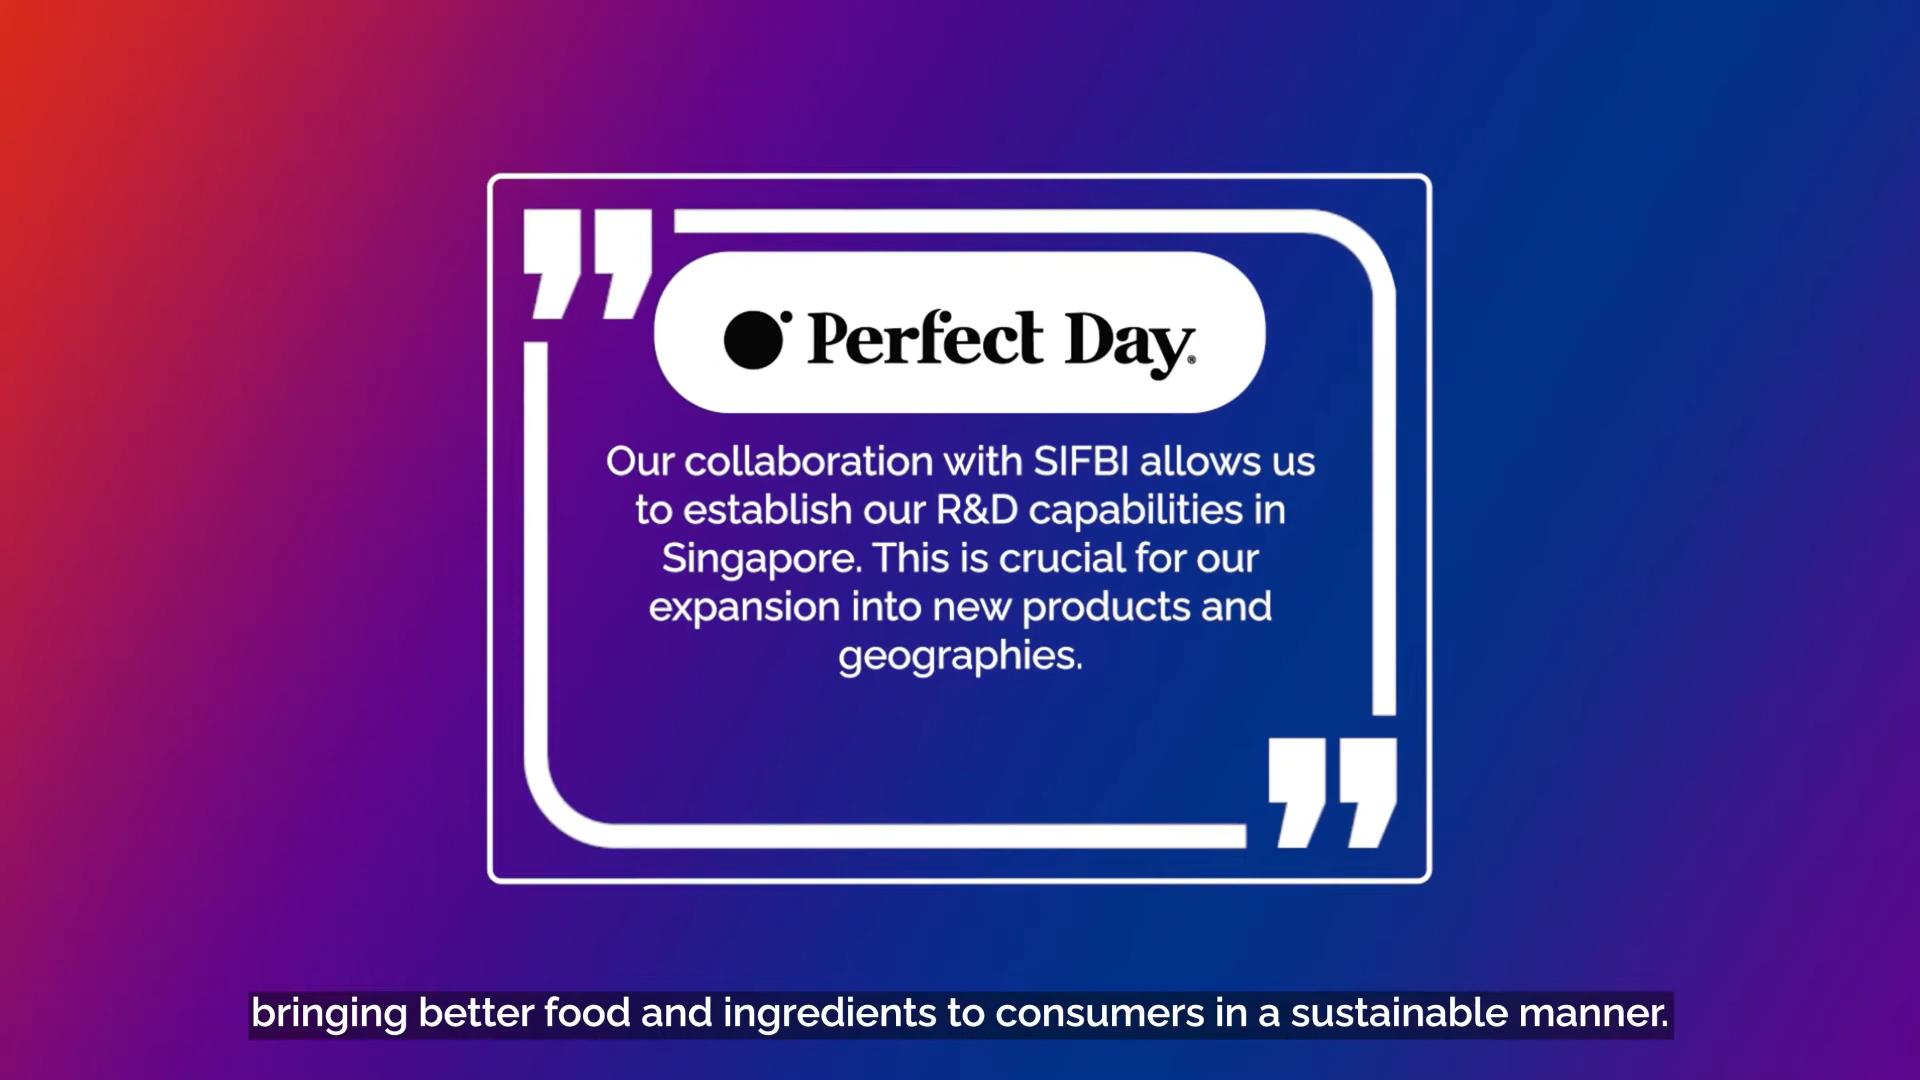 Perfect Day®
Our collaboration with SIFBI allows us
to establish our R&D capabilities in
Singapore. This is crucial for our
expansion into new products and
geographies.
bringing better food and ingredients to consumers in a sustainable manner.